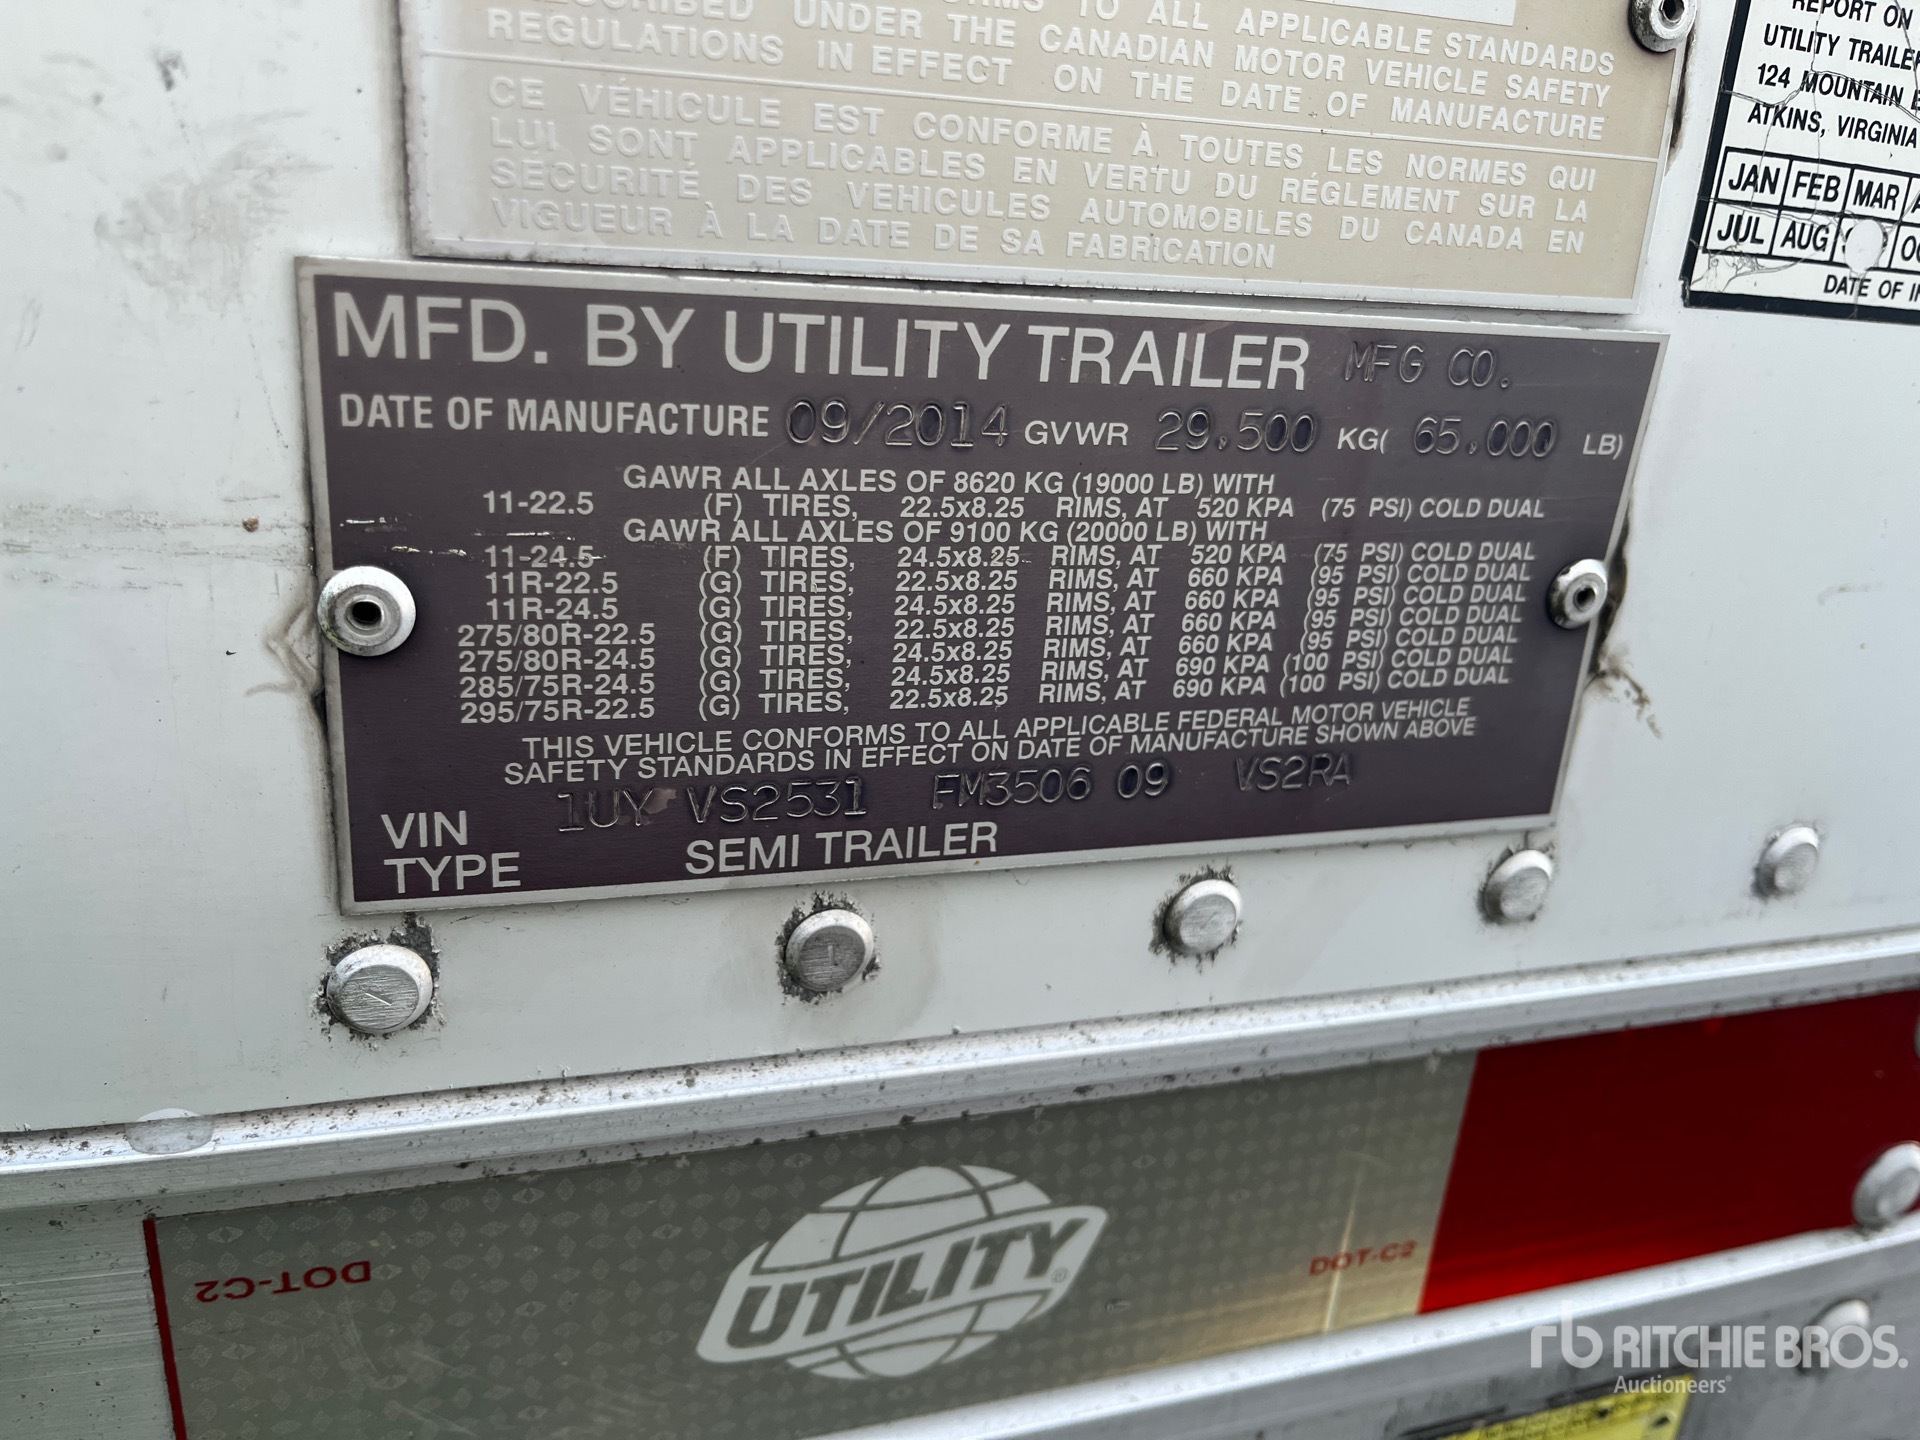 TO ALL APPLICABLE STANDARDS
UNDER THE CANADIAN MOTOR VEHICLE SAFETY
REGULATIONS IN EFFECT ON THE DATE OF MANUFACTURE
CE VÉHICULE EST CONFORME À TOUTES LES NORMES QUI
LUI SONT APPLICABLES EN VERTU DU RÉGLEMENT SUR LA
SÉCURITÉ DES VEHICULES AUTOMOBILES DU CANADA EN
VIGUEUR À LA DATE DE SA FABRICATION
REPORT ON
UTILITY TRAILER
124 MOUNTAIN
ATKINS, VIRGINIA
JAN FEB MAR
JUL AUG
DATE OF
MFD. BY UTILITY TRAILER MFG CO.
DATE OF MANUFACTURE 09/2014 GVWR 29,500 KG( 65,000 LB)
GAWR ALL AXLES OF 8620 KG (19000 LB) WITH
11-22.5 (F) TIRES, 22.5x8.25 RIMS, AT 520 KPA (75 PSI) COLD DUAL
GAWR ALL AXLES OF 9100 KG (20000 LB) WITH
11-24.5 (F) TIRES, 24.5x8.25 RIMS, AT 520 KPA (75 PSI) COLD DUAL
11R-22.5 (G) TIRES, 22.5x8.25 RIMS, AT 660 KPA (95 PSI) COLD DUAL
11R-24.5 (G) TIRES, 24.5x8.25 RIMS, AT 660 KPA (95 PSI) COLD DUAL
275/80R-22.5 (G) TIRES, 22.5x8.25 RIMS, AT 660 KPA (95 PSI) COLD DUAL
275/80R-24.5 (G) TIRES, 24.5x8.25 RIMS, AT 660 KPA (95 PSI) COLD DUAL
285/75R-24.5 (G) TIRES, 24.5x8.25 RIMS, AT 690 KPA (100 PSI) COLD DUAL
295/75R-22.5 (G) TIRES, 22.5x8.25 RIMS, AT 690 KPA (100 PSI) COLD DUAL
THIS VEHICLE CONFORMS TO ALL APPLICABLE FEDERAL MOTOR VEHICLE
SAFETY STANDARDS IN EFFECT ON DATE OF MANUFACTURE SHOWN ABOVE
VIN 1UY VS2531 FM3506 09 VS2RA
TYPE SEMI TRAILER
DOT-C2
UTILITY®
DOT-C2
rb RITCHIE BROS.
Auctioneers